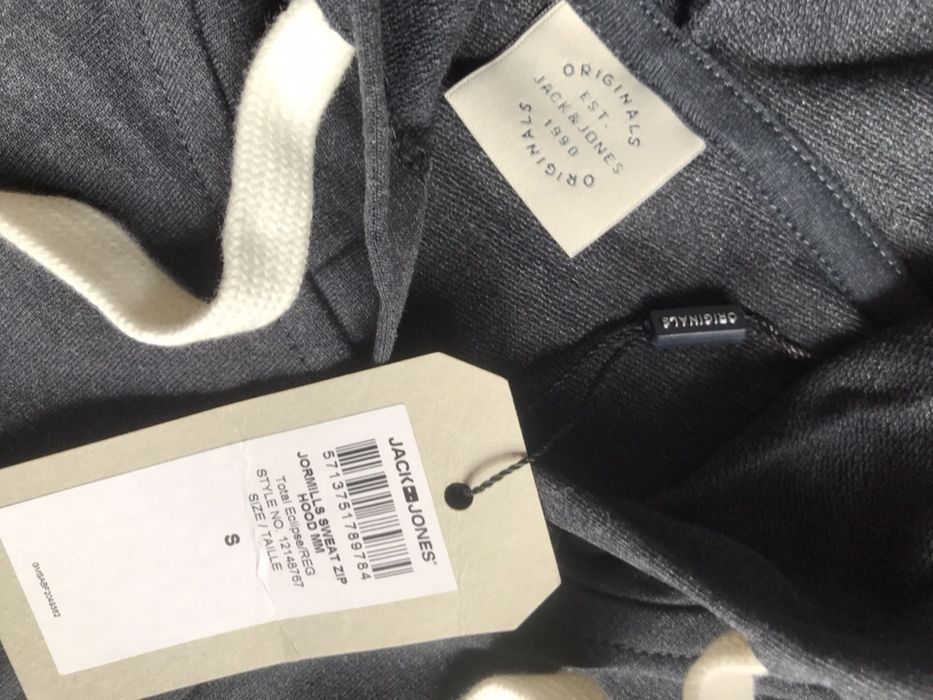 ORIGINALS
EST.
JACK&JONES
1990
ORIGINALS
ORIGINALS
JACK JONES
5713751789784
JORMILLS SWEAT ZIP
HOOD MM
Total Eclipse/REG
STYLE NO. 12148767
SIZE / TAILLE
S